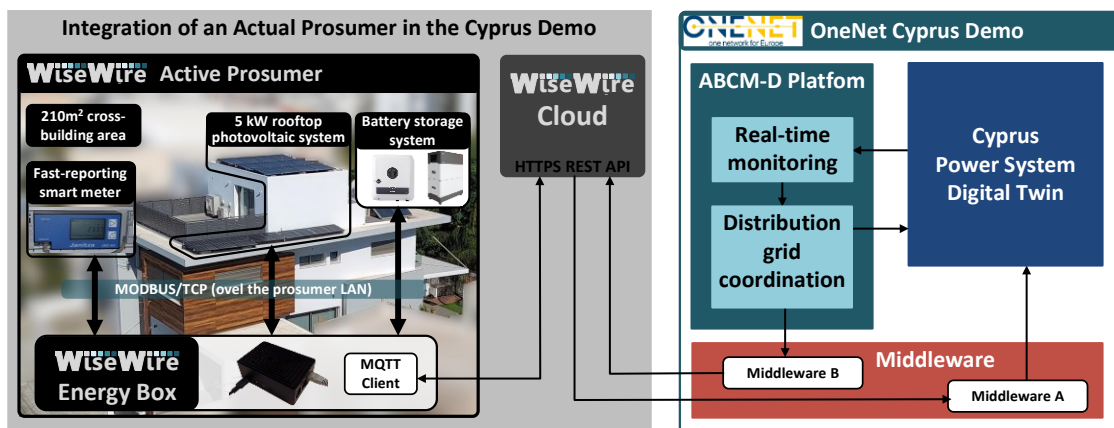 Integration of an Actual Prosumer in the Cyprus Demo
WiseWire Active Prosumer
210m² cross-
building area
5 kW rooftop
photovoltaic system
Battery storage
system
Fast-reporting
smart meter
MODBUS/TCP (ovel the prosumer LAN)
WiseWire
Energy Box
MQTT
Client
WiseWire
Cloud
HTTPS REST API
ONENET
one network for Europe
OneNet Cyprus Demo
ABCM-D Platfom
Real-time
monitoring
Distribution
grid
coordination
Cyprus
Power System
Digital Twin
Middleware
Middleware B
Middleware A